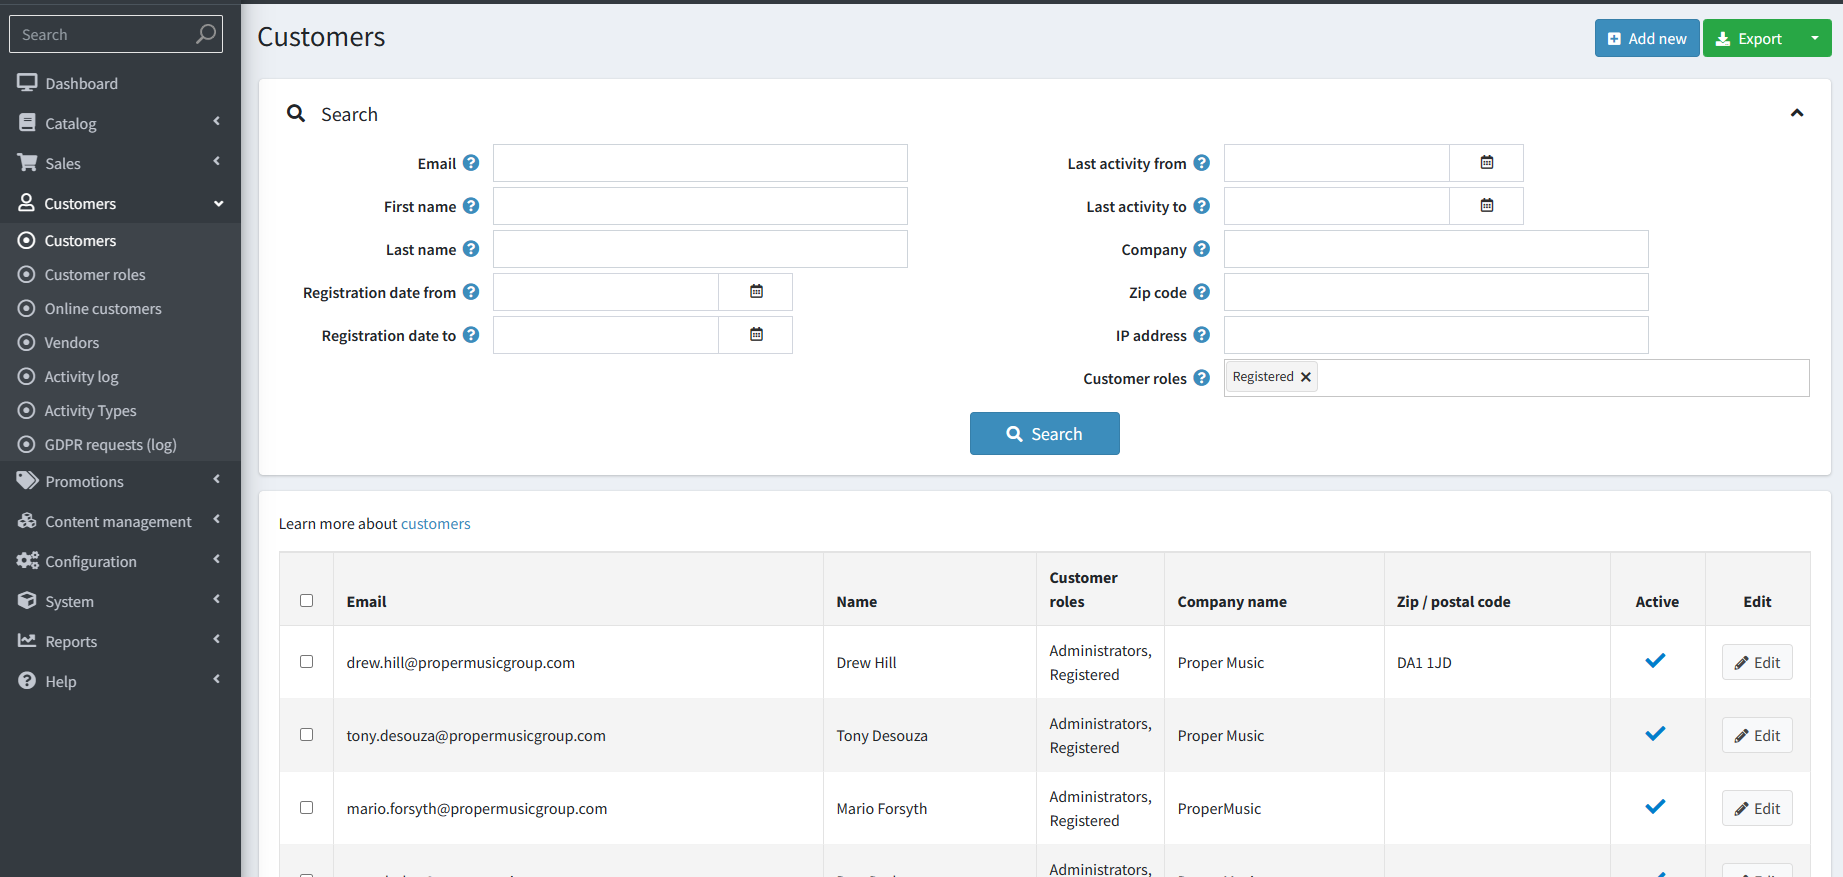 Search
Dashboard
Catalog
Sales
Customers
Customers
Customer roles
Online customers
Vendors
Activity log
Activity Types
GDPR requests (log)
Promotions
Content management
Configuration
System
Reports
Help
Customers
Add new
Export
Search
Email
First name
Last name
Registration date from
Registration date to
Last activity from
Last activity to
Company
Zip code
IP address
Customer roles
Registered
Search
Learn more about customers
Email Name Customer roles Company name Zip / postal code Active Edit
drew.hill@propermusicgroup.com Drew Hill Administrators, Registered Proper Music DA1 1JD Edit
tony.desouza@propermusicgroup.com Tony Desouza Administrators, Registered Proper Music Edit
mario.forsyth@propermusicgroup.com Mario Forsyth Administrators, Registered ProperMusic Edit
Administrators,